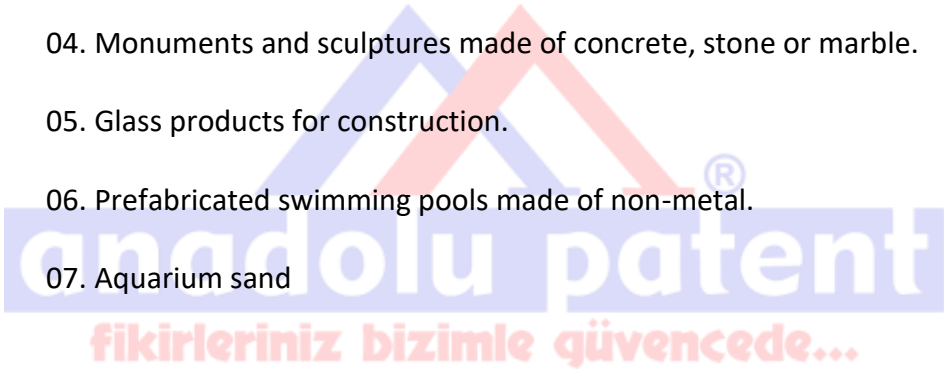 04. Monuments and sculptures made of concrete, stone or marble.
05. Glass products for construction.
®
06. Prefabricated swimming pools made of non-metal.
anadolu patent
07. Aquarium sand
fikirleriniz bizimle güvencede...